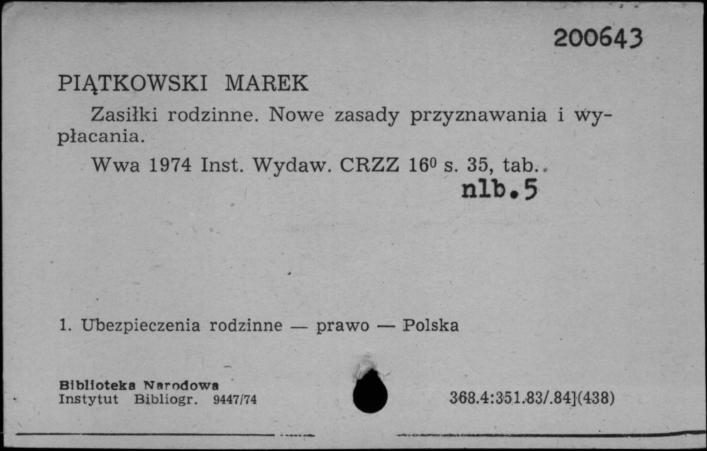 200643
PIĄTKOWSKI MAREK
Zasiłki rodzinne. Nowe zasady przyznawania i wy-
płacania.
Wwa 1974 Inst. Wydaw. CRZZ 16⁰ s. 35, tab..
nlb.5
1. Ubezpieczenia rodzinne — prawo — Polska
Biblioteka Narodowa
Instytut Bibliogr. 9447/74
368.4:351.83/.84](438)